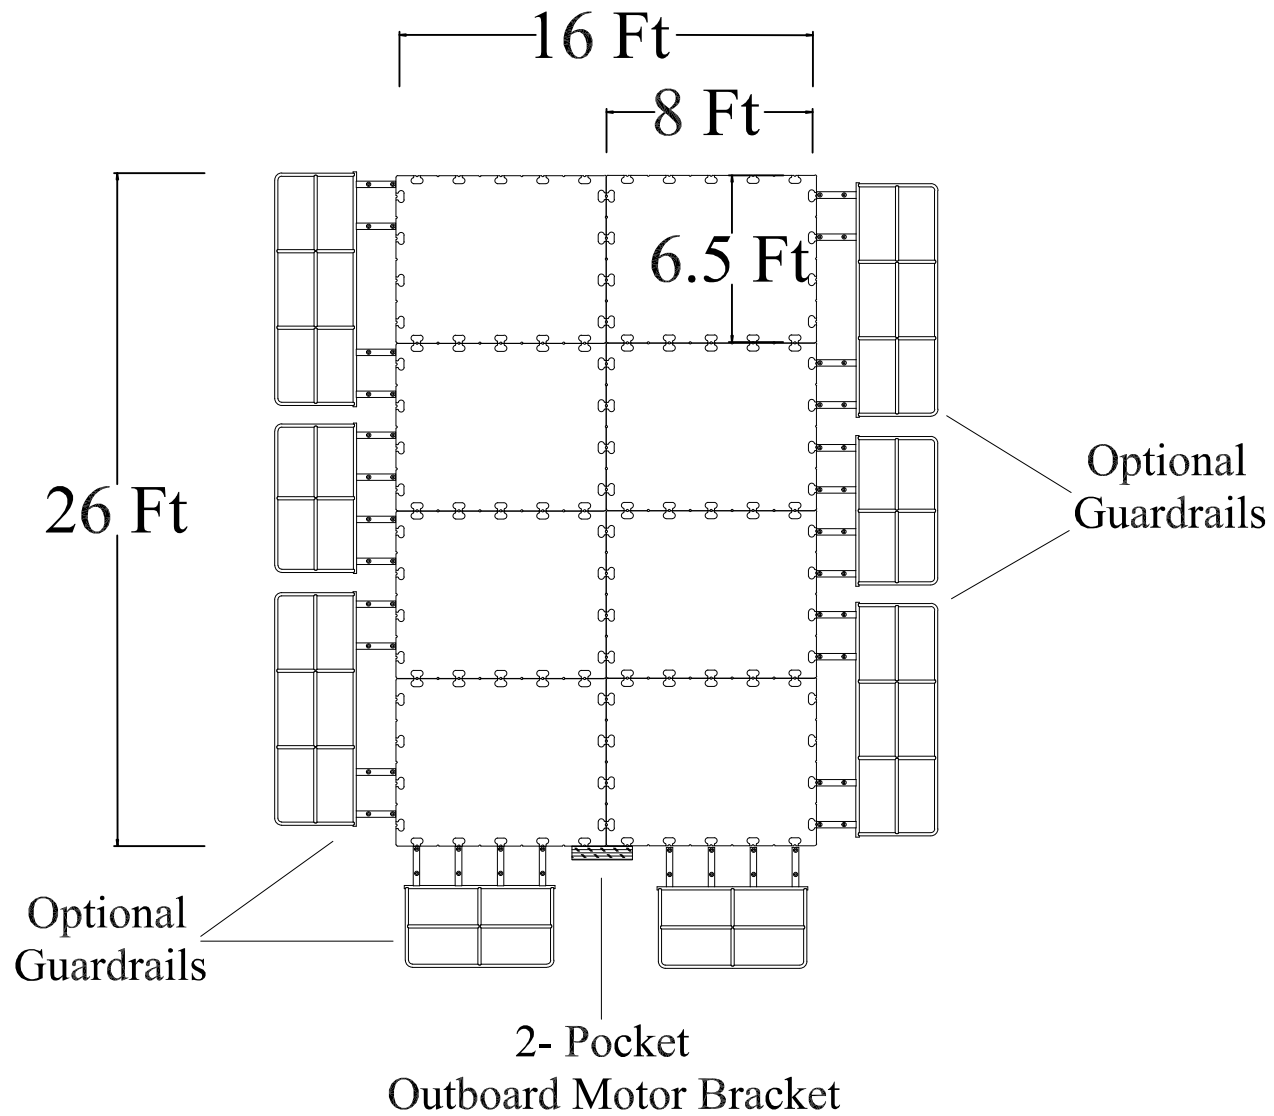 16 Ft
8 Ft
6.5 Ft
26 Ft
Optional
Guardrails
Optional
Guardrails
2- Pocket
Outboard Motor Bracket